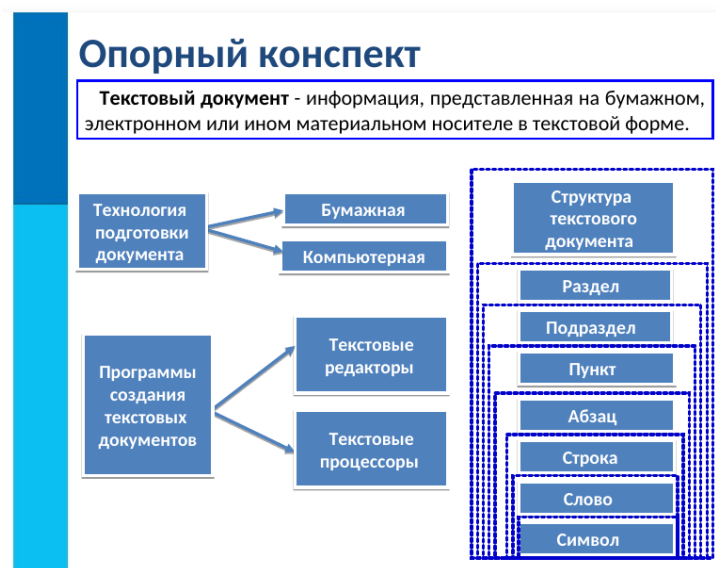 Опорный конспект
Текстовый документ - информация, представленная на бумажном,
электронном или ином материальном носителе в текстовой форме.
Технология
подготовки
документа
Бумажная
Компьютерная
Программы
создания
текстовых
документов
Текстовые
редакторы
Текстовые
процессоры
Структура
текстового
документа
Раздел
Подраздел
Пункт
Абзац
Строка
Слово
Символ